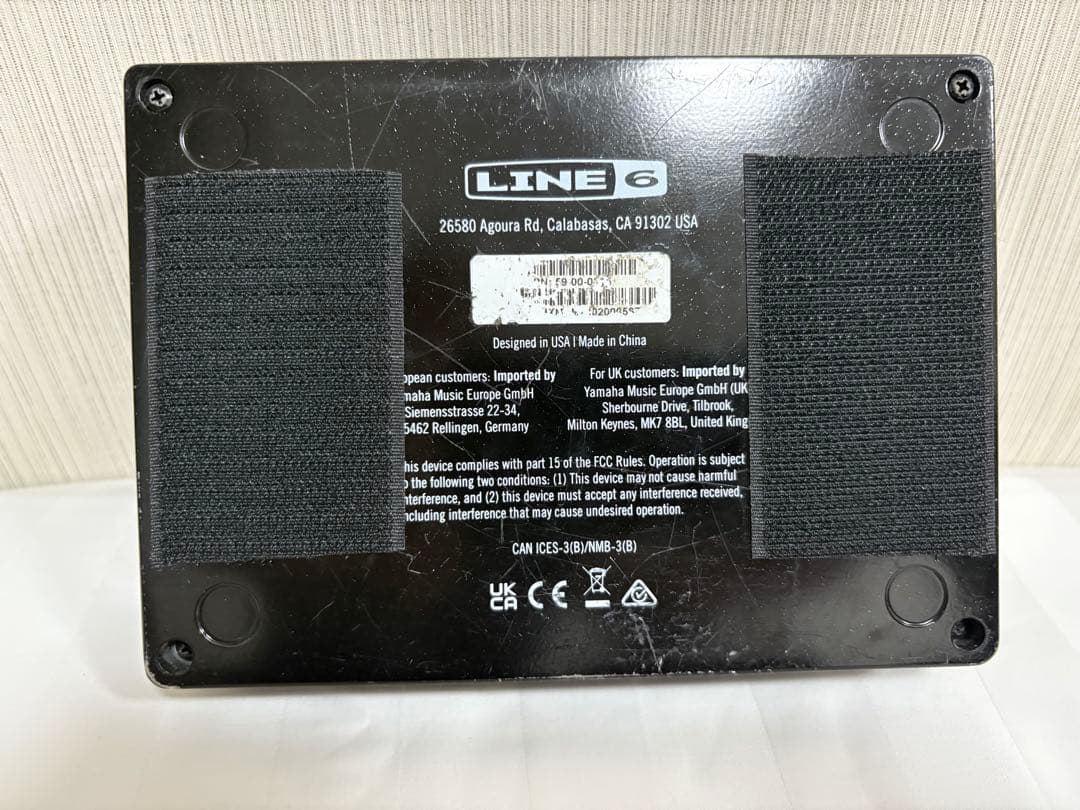 LINE 6
26580 Agoura Rd, Calabasas, CA 91302 USA
Designed in USA | Made in China
opean customers: Imported by
maha Music Europe GmbH
Siemensstrasse 22-34,
5462 Rellingen, Germany
For UK customers: Imported by
Yamaha Music Europe GmbH (UK
Sherbourne Drive, Tilbrook,
Milton Keynes, MK7 8BL, United King
his device complies with part 15 of the FCC Rules. Operation is subject
o the following two conditions: (1) This device may not cause harmful
nterference, and (2) this device must accept any interference received,
ncluding interference that may cause undesired operation.
CAN ICES-3(B)/NMB-3(B)
UK
CA
CE